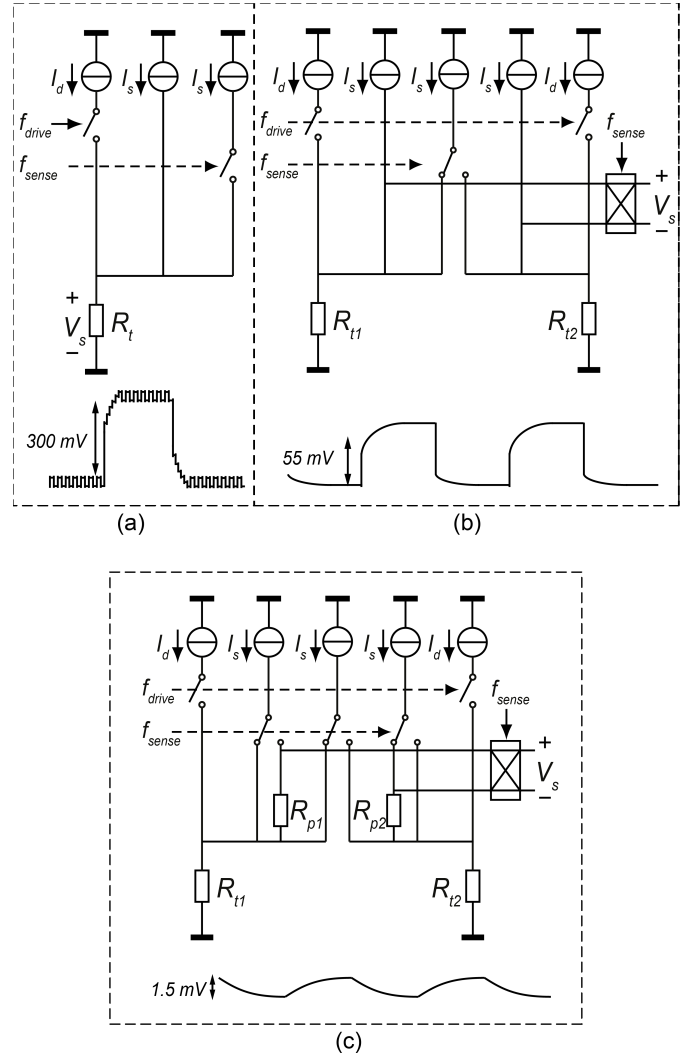 I_d I_s I_s
f_drive
f_sense
+
V_s R_t
–
300 mV
(a)
I_d I_s I_s I_s I_d
f_drive
f_sense
f_sense
+
V_s
–
R_t1 R_t2
55 mV
(b)
I_d I_s I_s I_s I_d
f_drive
f_sense
f_sense
+
V_s
–
R_p1 R_p2
R_t1 R_t2
1.5 mV
(c)